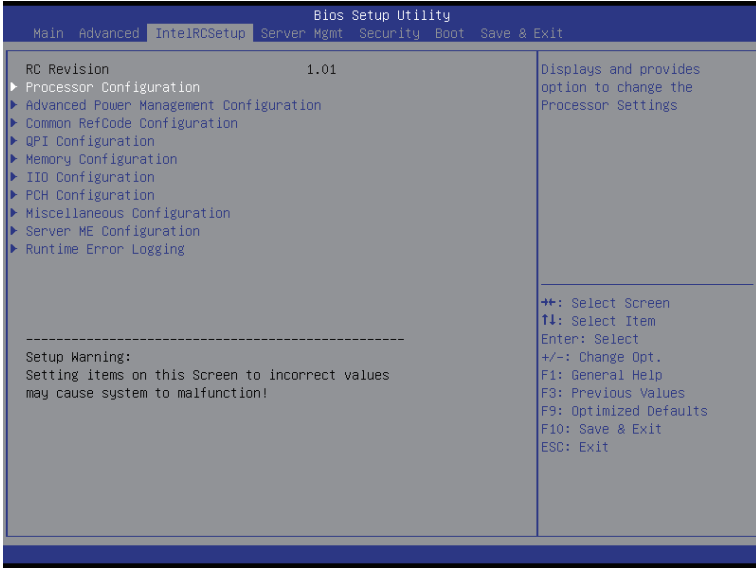 Bios Setup Utility
Main Advanced IntelRCSetup Server Mgmt Security Boot Save & Exit
RC Revision 1.01
Processor Configuration
Advanced Power Management Configuration
Common RefCode Configuration
QPI Configuration
Memory Configuration
IIO Configuration
PCH Configuration
Miscellaneous Configuration
Server ME Configuration
Runtime Error Logging
--------------------------------------------------
Setup Warning:
Setting items on this Screen to incorrect values
may cause system to malfunction!
Displays and provides
option to change the
Processor Settings
→←: Select Screen
↑↓: Select Item
Enter: Select
+/-: Change Opt.
F1: General Help
F3: Previous Values
F9: Optimized Defaults
F10: Save & Exit
ESC: Exit